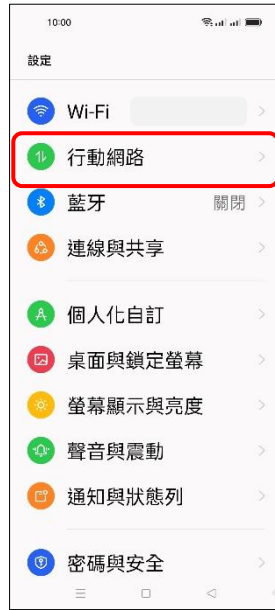 10:00
設定
Wi-Fi
行動網路
藍牙 關閉
連線與共享
個人化自訂
桌面與鎖定螢幕
螢幕顯示與亮度
聲音與震動
通知與狀態列
密碼與安全